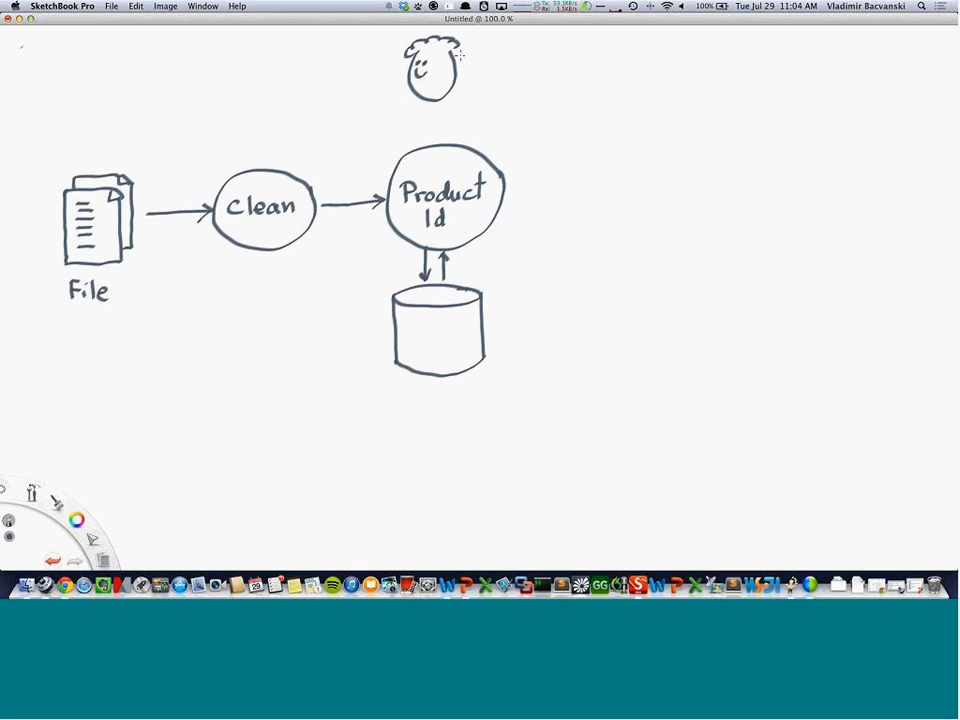 SketchBook Pro File Edit Image Window Help 100% Tue Jul 29 11:04 AM Vladimir Bacvanski
Untitled @ 100.0 %
Clean
Product
Id
File